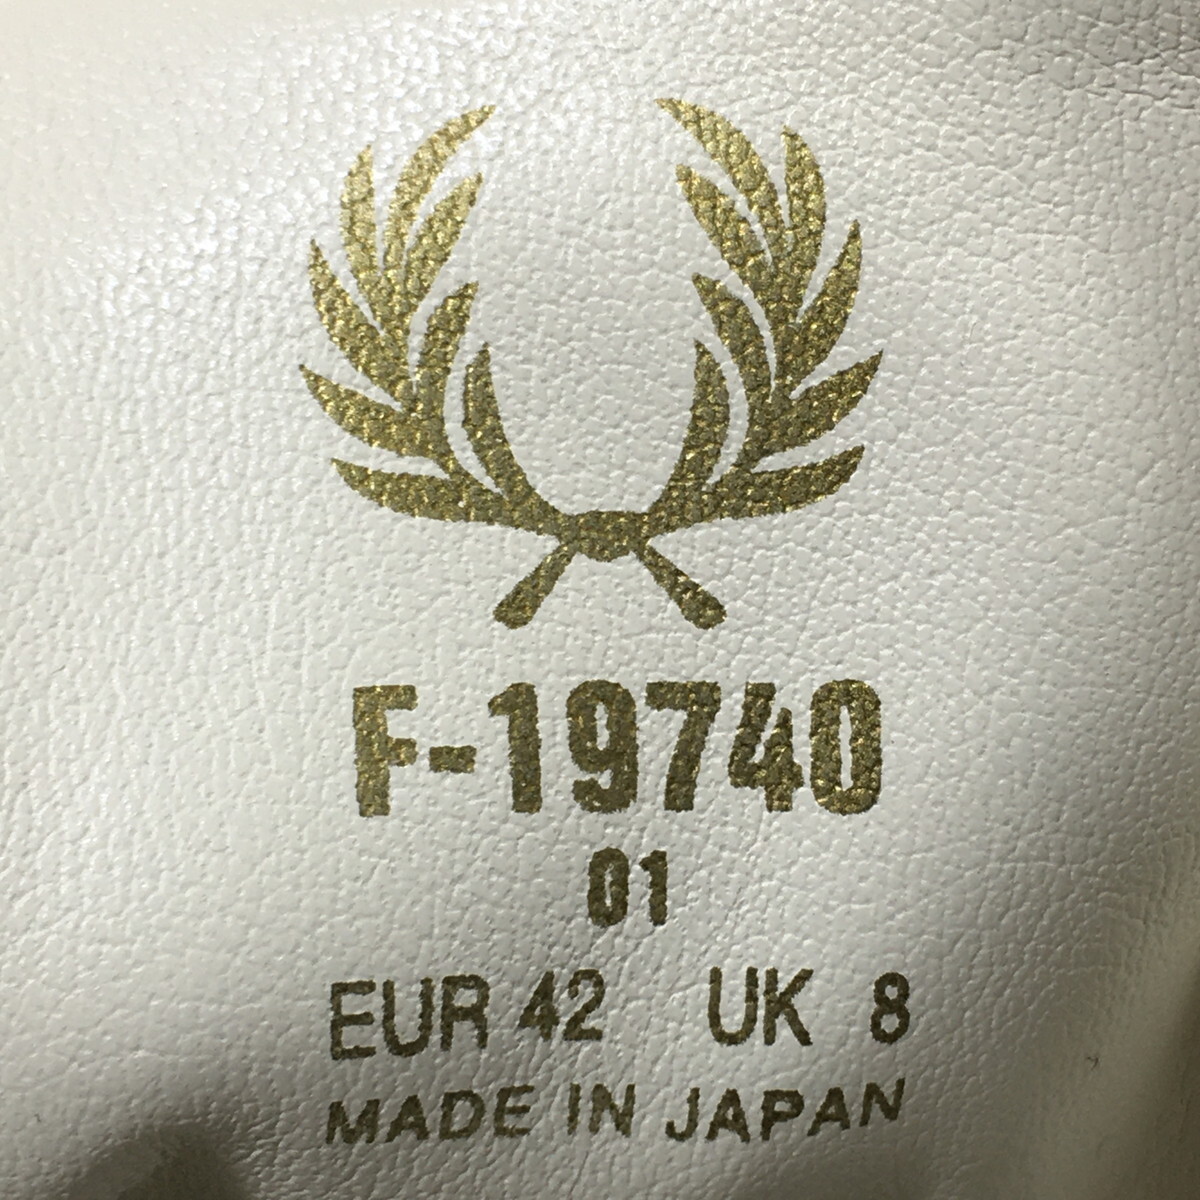 F-19740
01
EUR 42 UK 8
MADE IN JAPAN